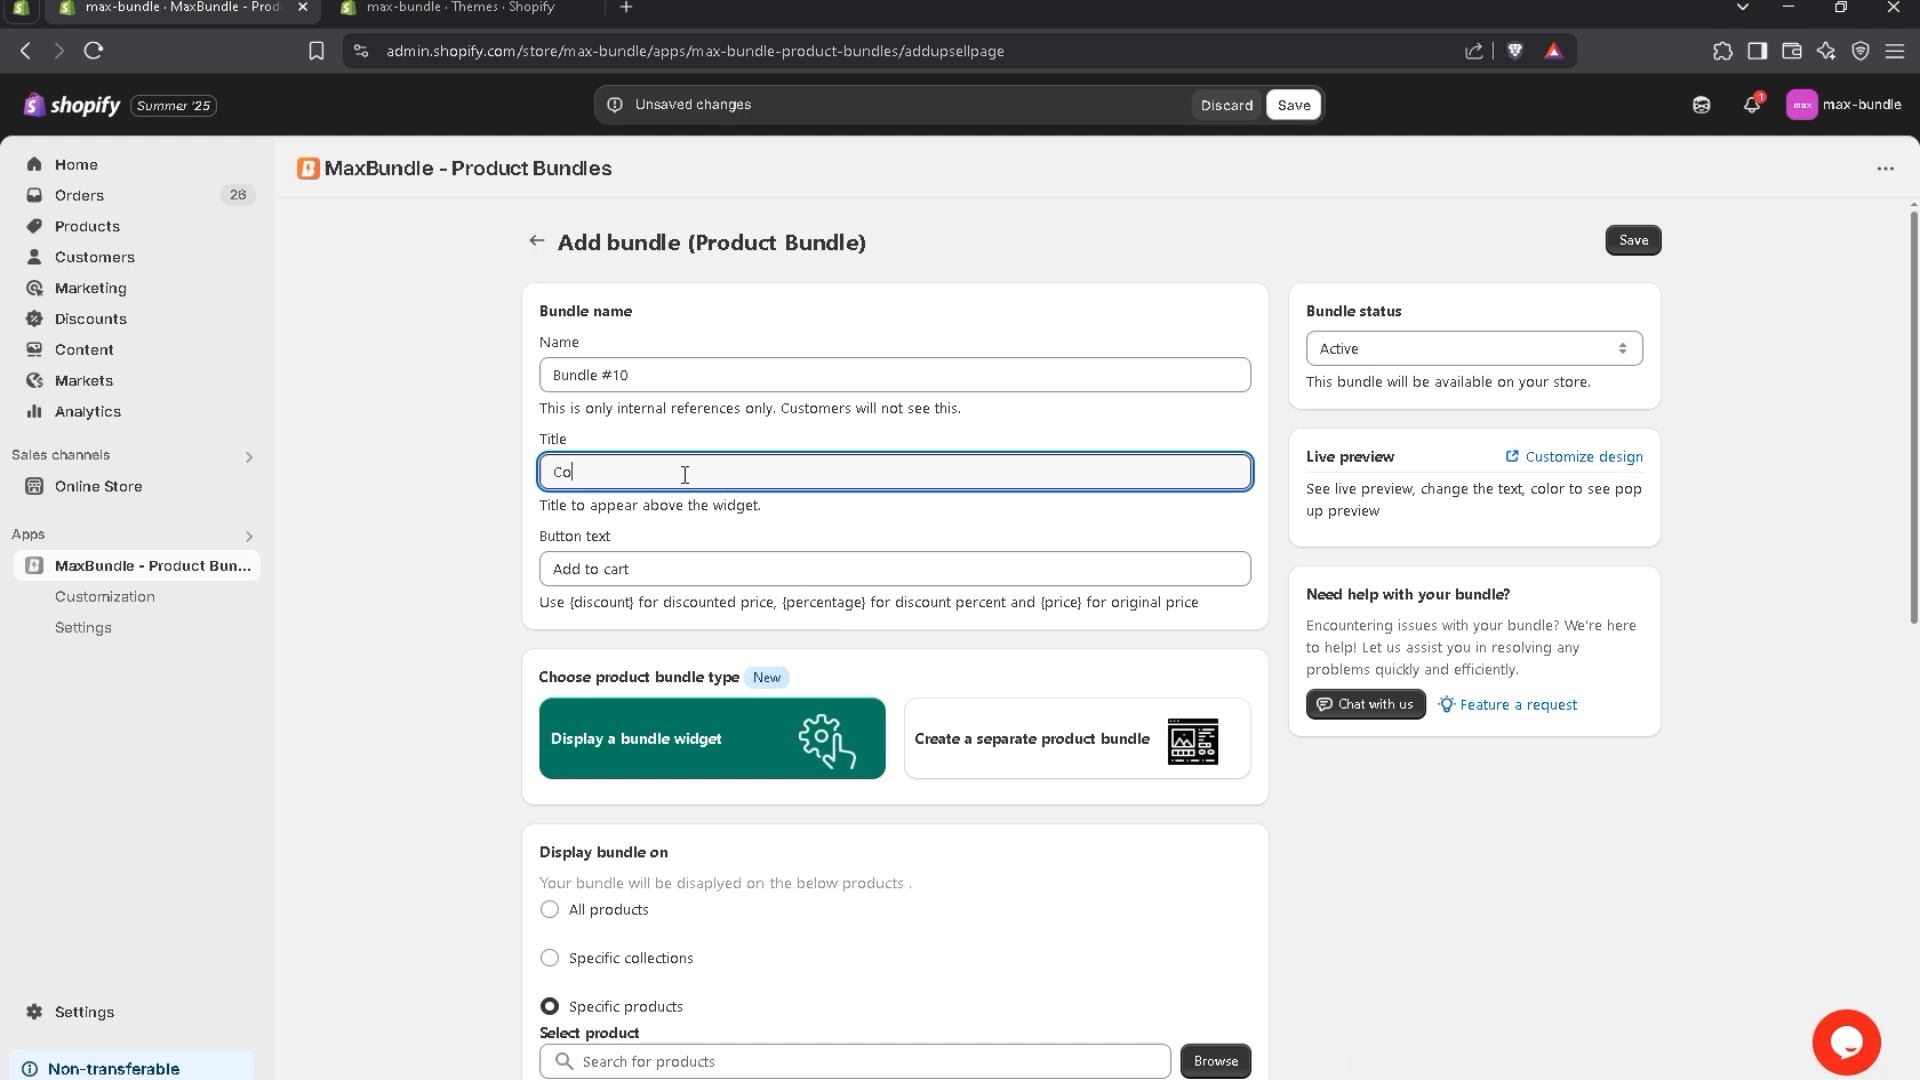 max-bundle · MaxBundle - Prod
max-bundle · Themes · Shopify
admin.shopify.com/store/max-bundle/apps/max-bundle-product-bundles/addupsellpage
shopify Summer '25
Unsaved changes
Discard
Save
1
max
max-bundle
Home
Orders 26
Products
Customers
Marketing
Discounts
Content
Markets
Analytics
Sales channels
Online Store
Apps
MaxBundle - Product Bun...
Customization
Settings
Settings
Non-transferable
MaxBundle - Product Bundles
Add bundle (Product Bundle)
Save
Bundle name
Name
Bundle #10
This is only internal references only. Customers will not see this.
Title
Co
Title to appear above the widget.
Button text
Add to cart
Use {discount} for discounted price, {percentage} for discount percent and {price} for original price
Choose product bundle type New
Display a bundle widget
Create a separate product bundle
Display bundle on
Your bundle will be disaplyed on the below products .
All products
Specific collections
Specific products
Select product
Search for products
Browse
Bundle status
Active
This bundle will be available on your store.
Live preview
Customize design
See live preview, change the text, color to see pop
up preview
Need help with your bundle?
Encountering issues with your bundle? We're here
to help! Let us assist you in resolving any
problems quickly and efficiently.
Chat with us
Feature a request